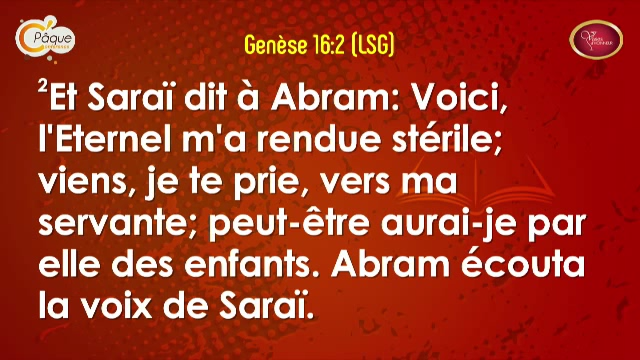 Pâque
Genèse 16:2 (LSG)
²Et Saraï dit à Abram: Voici,
l'Eternel m'a rendue stérile;
viens, je te prie, vers ma
servante; peut-être aurai-je par
elle des enfants. Abram écouta
la voix de Saraï.